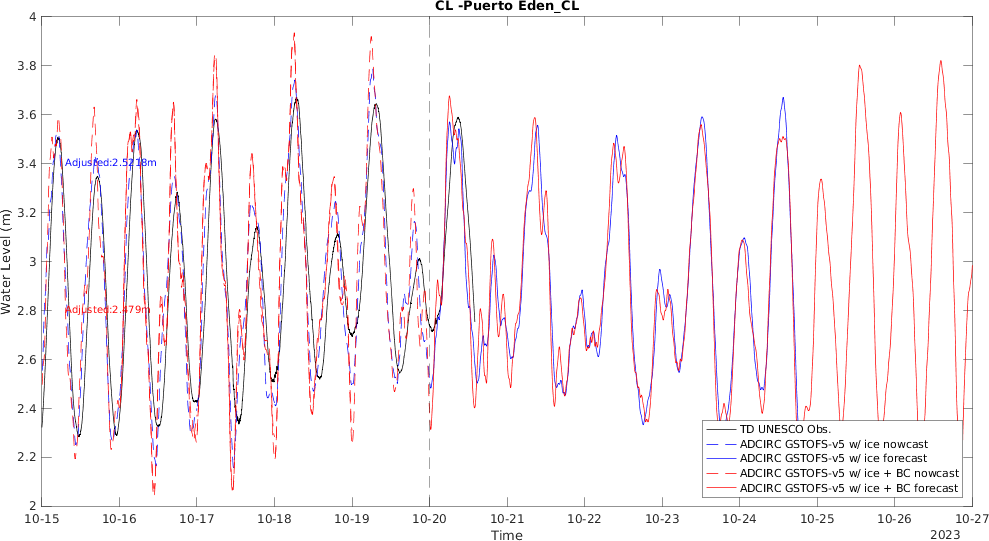 CL -Puerto Eden_CL
4
3.8
3.6
3.4
3.2
3
2.8
2.6
2.4
2.2
2
Water Level (m)
Adjusted:2.5218m
Adjusted:2.479m
TD UNESCO Obs.
ADCIRC GSTOFS-v5 w/ ice nowcast
ADCIRC GSTOFS-v5 w/ ice forecast
ADCIRC GSTOFS-v5 w/ ice + BC nowcast
ADCIRC GSTOFS-v5 w/ ice + BC forecast
10-15 10-16 10-17 10-18 10-19 10-20 10-21 10-22 10-23 10-24 10-25 10-26 10-27
Time
2023